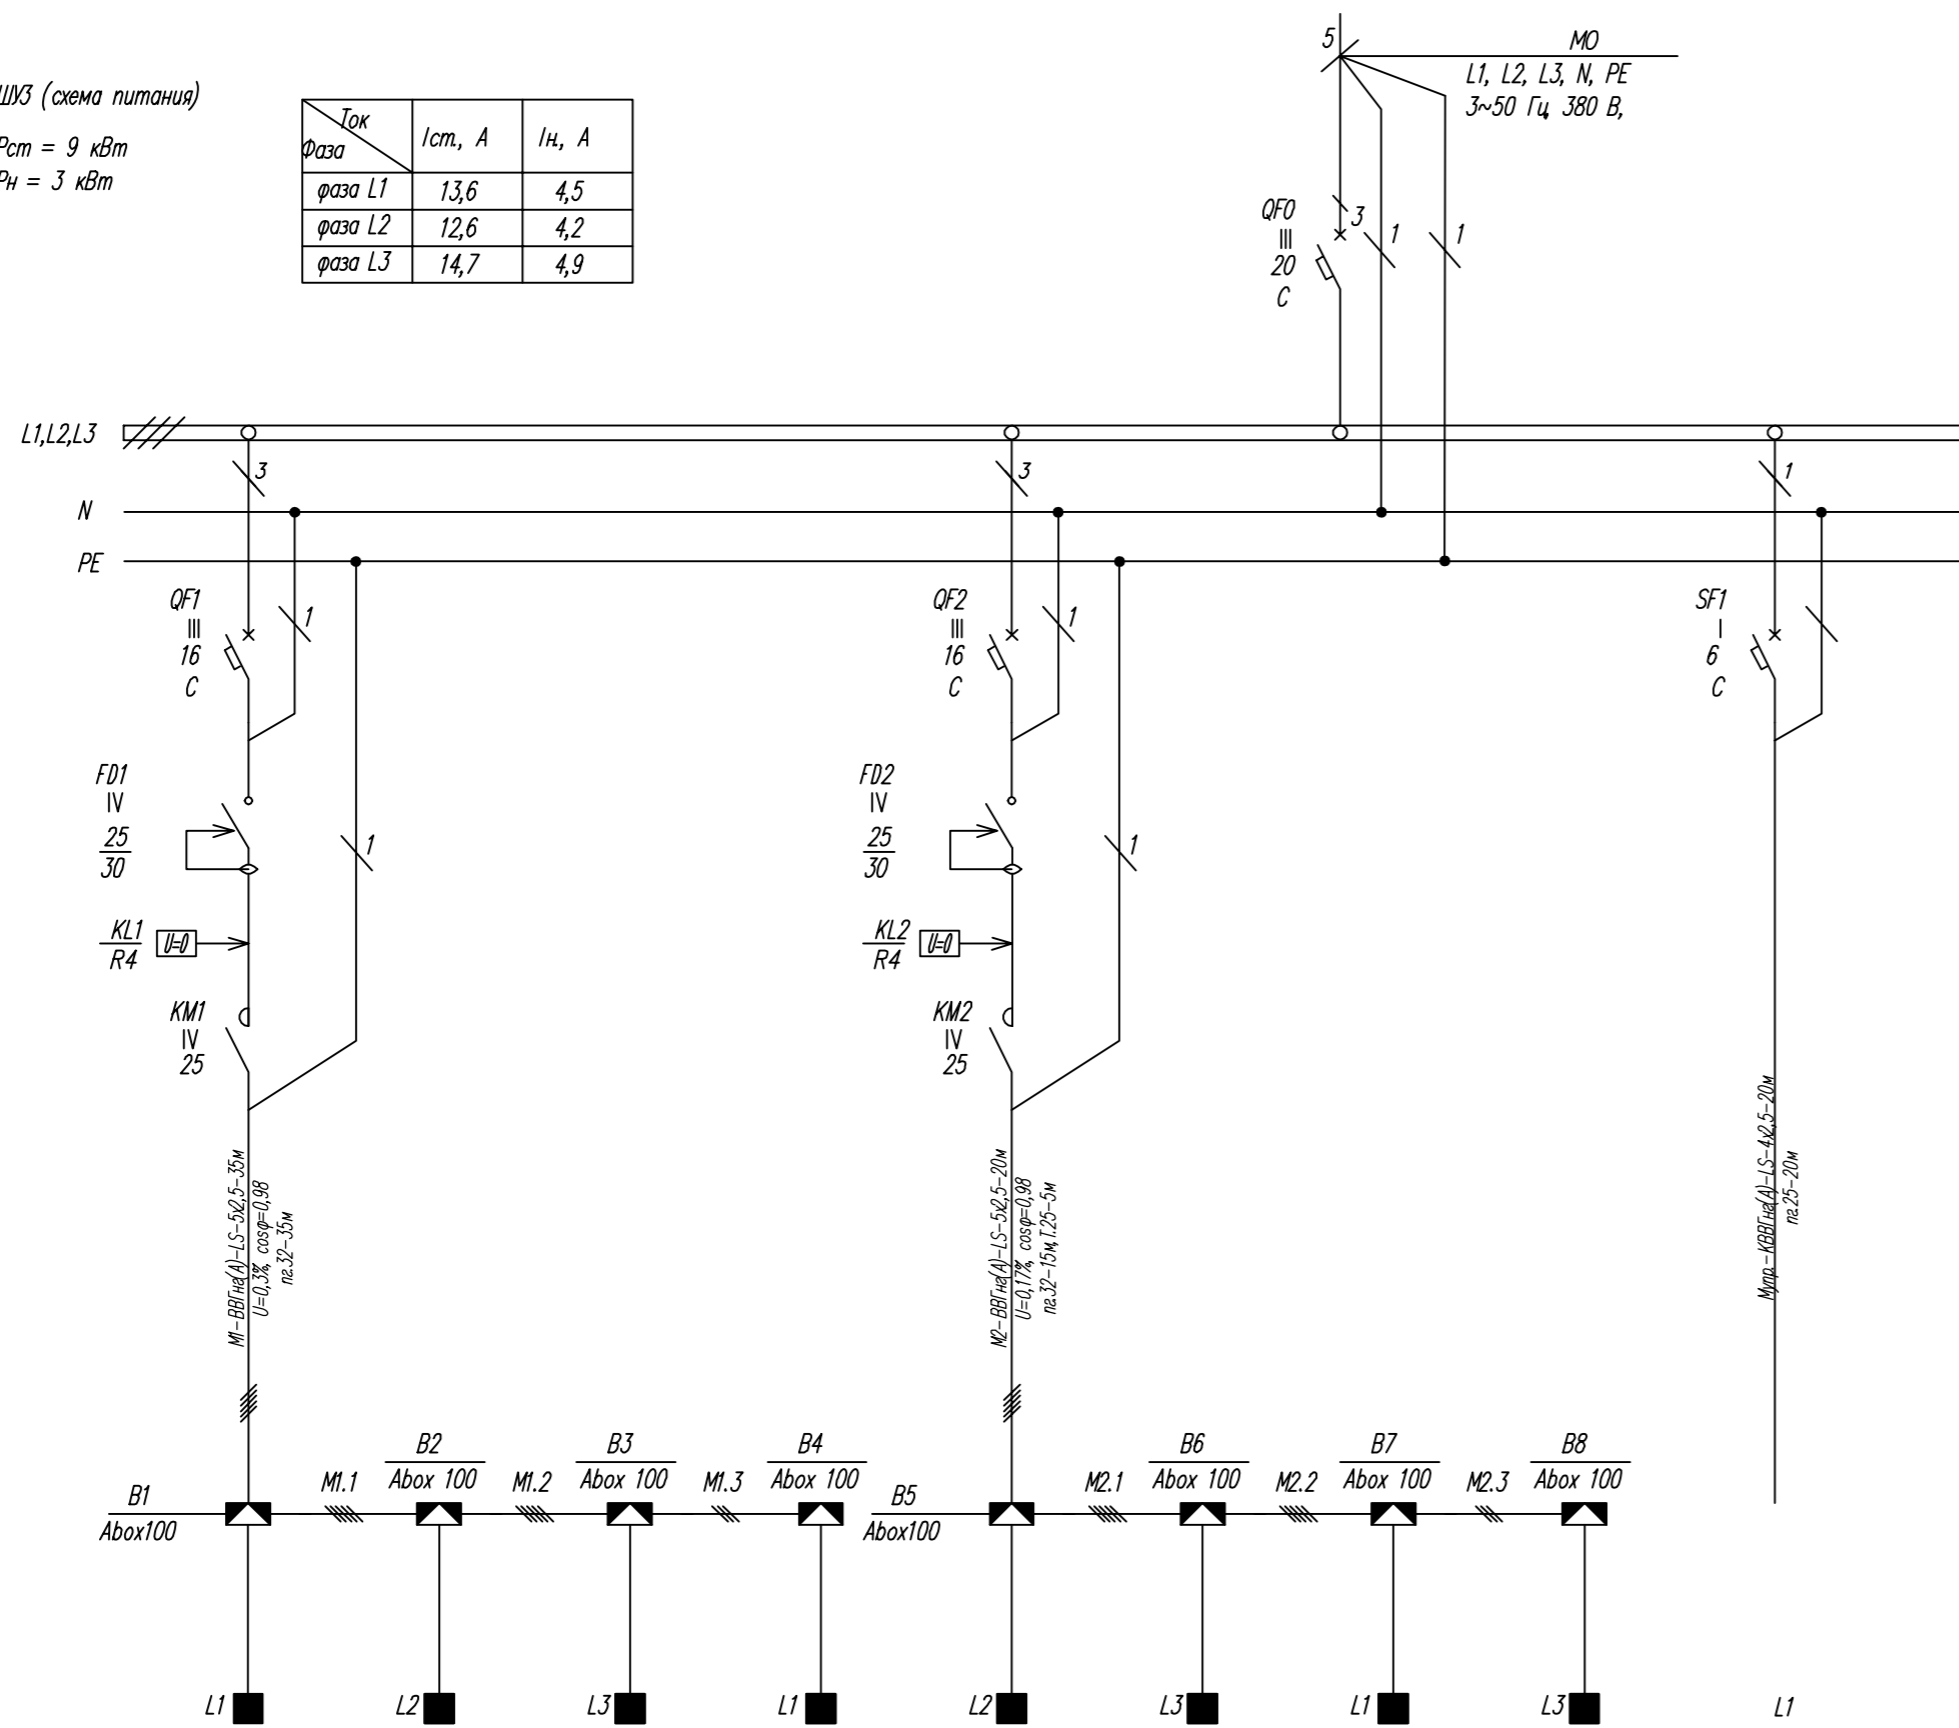 ШУЗ (схема питания)
Рст = 9 кВт
Рн = 3 кВт
Ток
Фаза
Iст., А
Iн., А
фаза L1 13,6 4,5
фаза L2 12,6 4,2
фаза L3 14,7 4,9
5
МО
L1, L2, L3, N, PE
3~50 Гц, 380 В,
QF0
III
20
C
3
1
1
L1,L2,L3
3
3
1
N
PE
QF1
III
16
C
1
QF2
III
16
C
1
SF1
I
6
C
FD1
IV
25
30
1
FD2
IV
25
30
1
KL1
R4
U=0
KL2
R4
U=0
KM1
IV
25
KM2
IV
25
М1-ВВГнг(А)-LS-5х2,5-35м
U=0,3%, cosφ=0,98
пг.32-35м
М2-ВВГнг(А)-LS-5х2,5-20м
U=0,17%, cosφ=0,98
пг.32-15м,Т.25-5м
Мупр.-КВВГнг(А)-LS-4х2,5-20м
пг.25-20м
B1
Abox100
M1.1
B2
Abox 100
M1.2
B3
Abox 100
M1.3
B4
Abox 100
B5
Abox100
M2.1
B6
Abox 100
M2.2
B7
Abox 100
M2.3
B8
Abox 100
L1 L2 L3 L1 L2 L3 L1 L3 L1